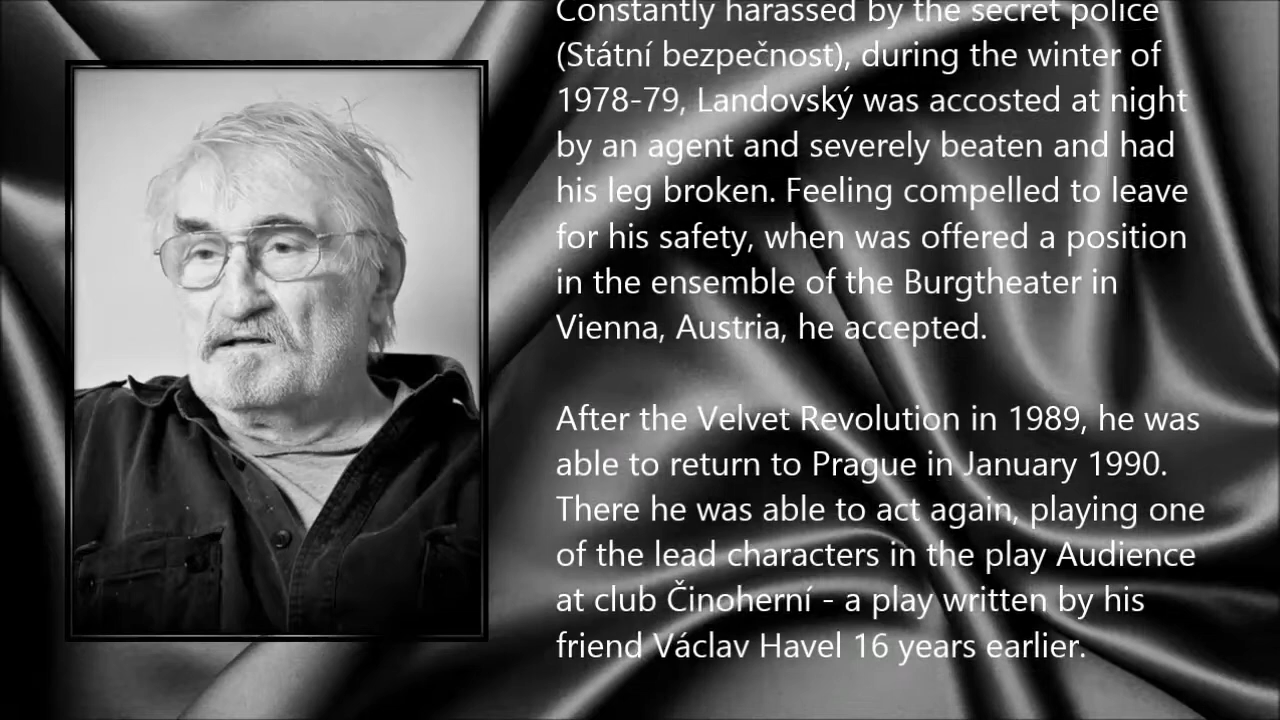 Constantly harassed by the secret police
(Státní bezpečnost), during the winter of
1978-79, Landovský was accosted at night
by an agent and severely beaten and had
his leg broken. Feeling compelled to leave
for his safety, when was offered a position
in the ensemble of the Burgtheater in
Vienna, Austria, he accepted.
After the Velvet Revolution in 1989, he was
able to return to Prague in January 1990.
There he was able to act again, playing one
of the lead characters in the play Audience
at club Činoherní - a play written by his
friend Václav Havel 16 years earlier.